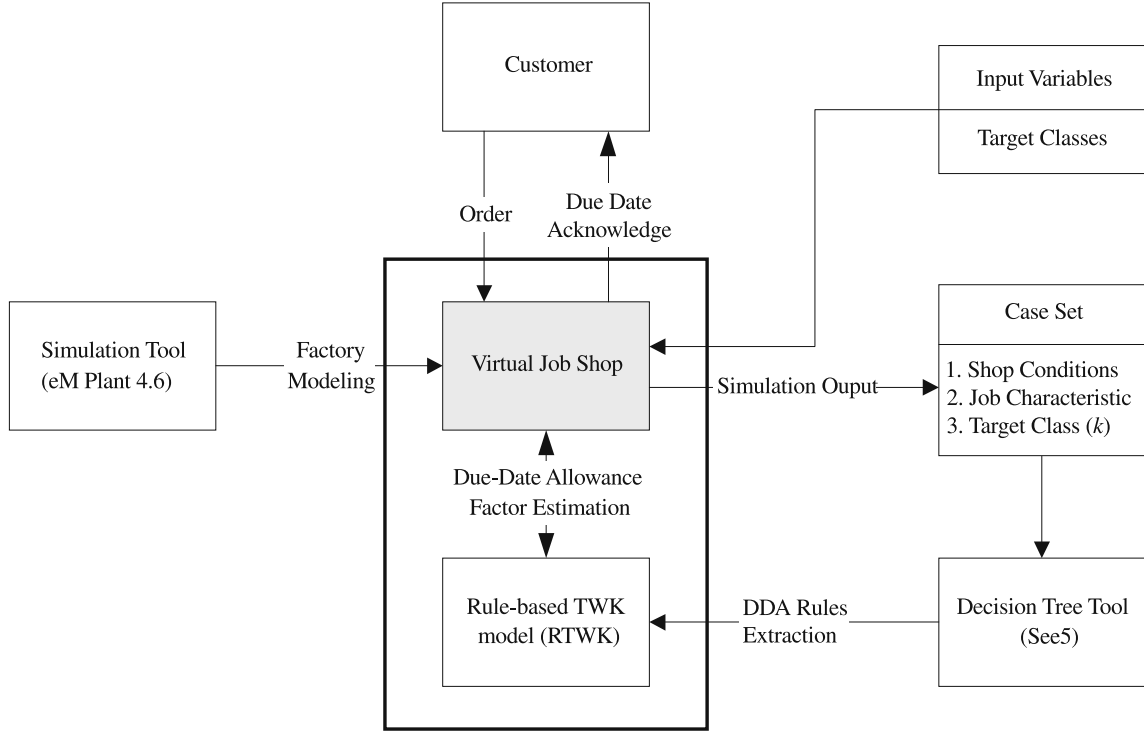 Customer
Input Variables
Target Classes
Order
Due Date
Acknowledge
Simulation Tool
(eM Plant 4.6)
Factory
Modeling
Virtual Job Shop
Simulation Ouput
Case Set
1. Shop Conditions
2. Job Characteristic
3. Target Class (k)
Due-Date Allowance
Factor Estimation
Rule-based TWK
model (RTWK)
DDA Rules
Extraction
Decision Tree Tool
(See5)